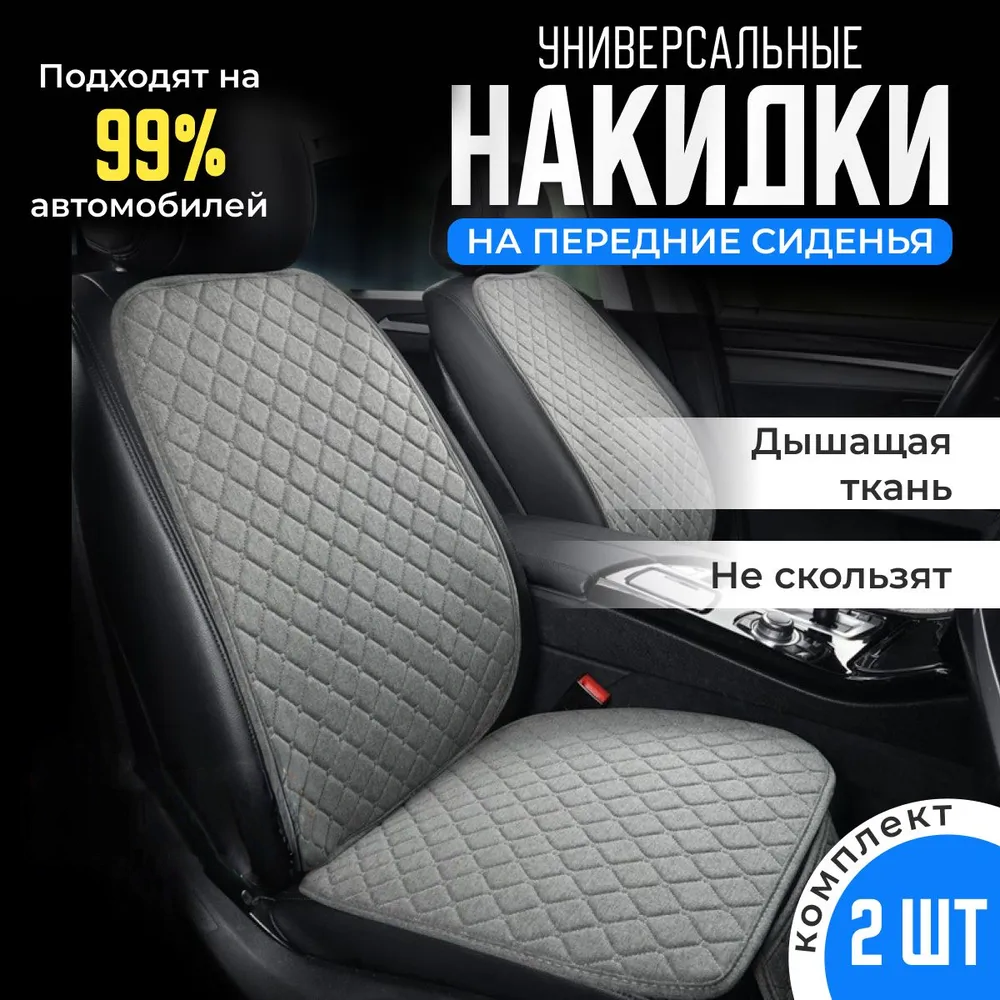 Подходят на
99%
автомобилей
УНИВЕРСАЛЬНЫЕ
НАКИДКИ
НА ПЕРЕДНИЕ СИДЕНЬЯ
Дышащая
ткань
Не скользят
комплект
2 ШТ